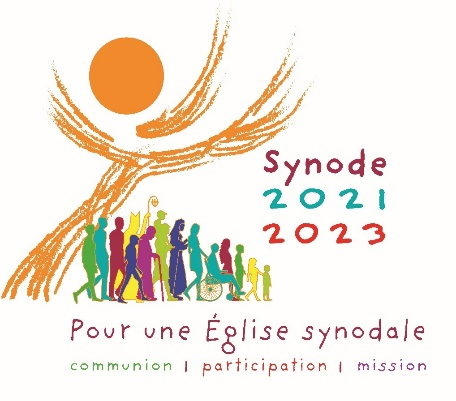 Synode
2021
2023
Pour une Église synodale
communion | participation | mission